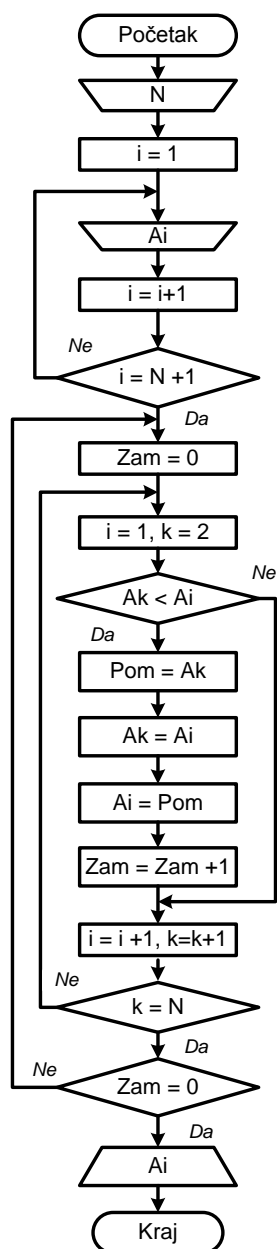 Početak
N
i = 1
Ai
i = i+1
Ne
i = N +1
Da
Zam = 0
i = 1, k = 2
Ne
Ak < Ai
Da
Pom = Ak
Ak = Ai
Ai = Pom
Zam = Zam +1
i = i +1, k=k+1
Ne
k = N
Da
Ne
Zam = 0
Da
Ai
Kraj